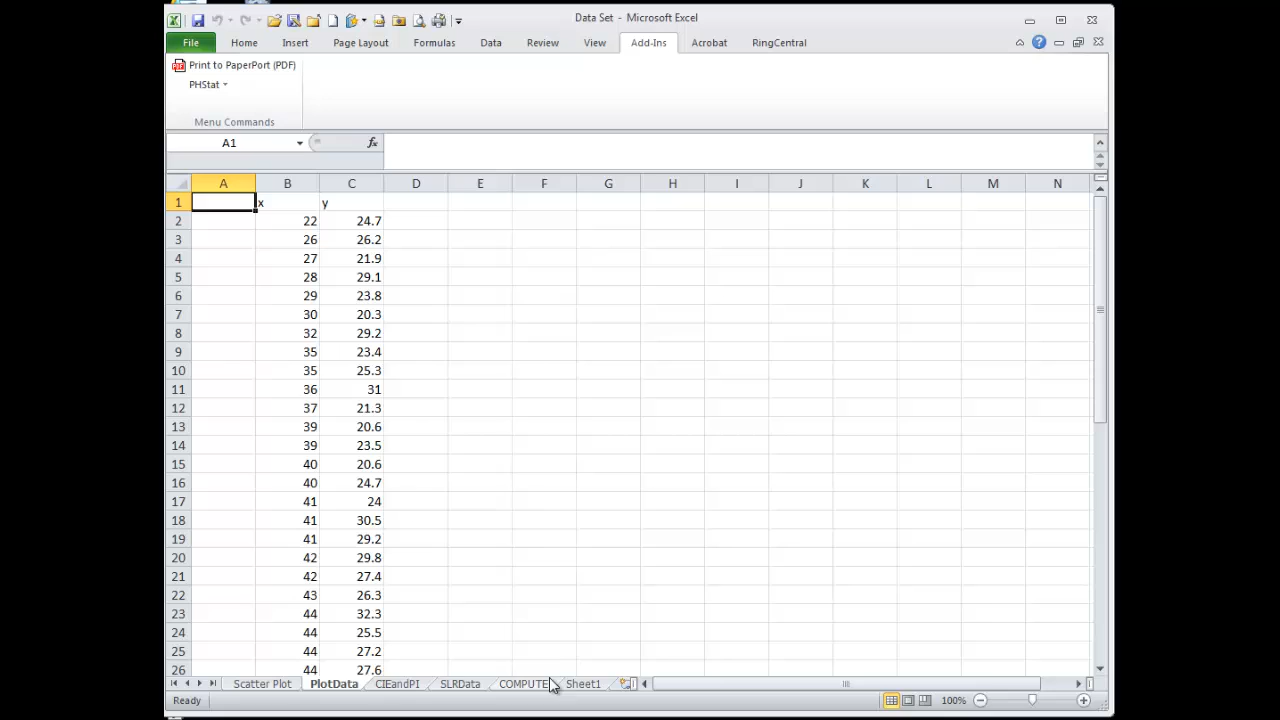 Data Set - Microsoft Excel
File Home Insert Page Layout Formulas Data Review View Add-Ins Acrobat RingCentral
Print to PaperPort (PDF)
PHStat
Menu Commands
A1 fx
A B C D E F G H I J K L M N
1 x y
2 22 24.7
3 26 26.2
4 27 21.9
5 28 29.1
6 29 23.8
7 30 20.3
8 32 29.2
9 35 23.4
10 35 25.3
11 36 31
12 37 21.3
13 39 20.6
14 39 23.5
15 40 20.6
16 40 24.7
17 41 24
18 41 30.5
19 41 29.2
20 42 29.8
21 42 27.4
22 43 26.3
23 44 32.3
24 44 25.5
25 44 27.2
26 44 27.6
Scatter Plot PlotData CIEandPI SLRData COMPUTE Sheet1
Ready 100%